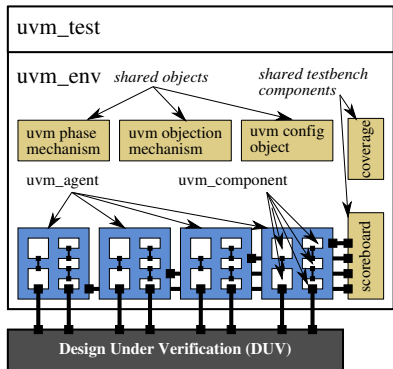 uvm_test
uvm_env
shared objects
shared testbench
components
uvm phase
mechanism
uvm objection
mechanism
uvm config
object
coverage
uvm_agent
uvm_component
scoreboard
Design Under Verification (DUV)